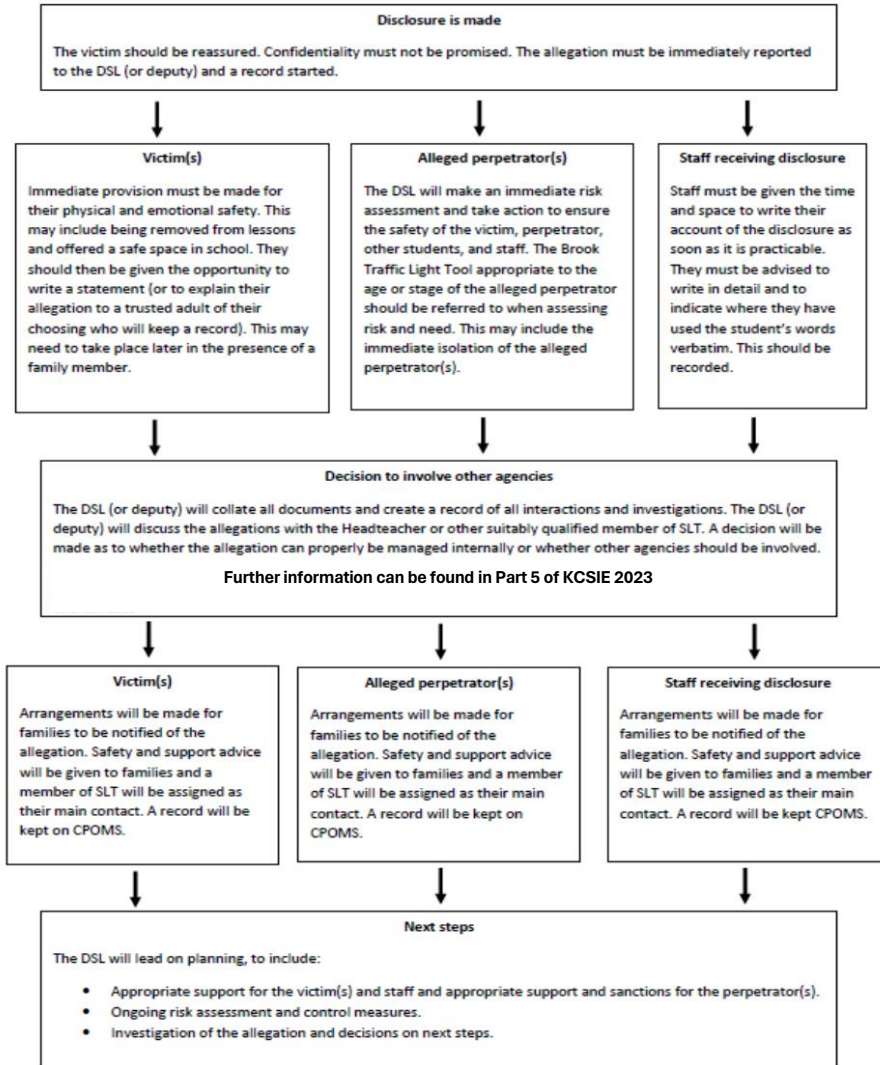 Disclosure is made
The victim should be reassured. Confidentiality must not be promised. The allegation must be immediately reported
to the DSL (or deputy) and a record started.
Victim(s)
Immediate provision must be made for
their physical and emotional safety. This
may include being removed from lessons
and offered a safe space in school. They
should then be given the opportunity to
write a statement (or to explain their
allegation to a trusted adult of their
choosing who will keep a record). This may
need to take place later in the presence of a
family member.
Alleged perpetrator(s)
The DSL will make an immediate risk
assessment and take action to ensure
the safety of the victim, perpetrator,
other students, and staff. The Brook
Traffic Light Tool appropriate to the
age or stage of the alleged perpetrator
should be referred to when assessing
risk and need. This may include the
immediate isolation of the alleged
perpetrator(s).
Staff receiving disclosure
Staff must be given the time
and space to write their
account of the disclosure as
soon as it is practicable.
They must be advised to
write in detail and to
indicate where they have
used the student's words
verbatim. This should be
recorded.
Decision to involve other agencies
The DSL (or deputy) will collate all documents and create a record of all interactions and investigations. The DSL (or
deputy) will discuss the allegations with the Headteacher or other suitably qualified member of SLT. A decision will be
made as to whether the allegation can properly be managed internally or whether other agencies should be involved.
Further information can be found in Part 5 of KCSIE 2023
Victim(s)
Arrangements will be made for
families to be notified of the
allegation. Safety and support advice
will be given to families and a
member of SLT will be assigned as
their main contact. A record will be
kept on CPOMS.
Alleged perpetrator(s)
Arrangements will be made for
families to be notified of the
allegation. Safety and support advice
will be given to families and a member
of SLT will be assigned as their main
contact. A record will be kept on
CPOMS.
Staff receiving disclosure
Arrangements will be made for
families to be notified of the
allegation. Safety and support advice
will be given to families and a member
of SLT will be assigned as their main
contact. A record will be kept CPOMS.
Next steps
The DSL will lead on planning, to include:
• Appropriate support for the victim(s) and staff and appropriate support and sanctions for the perpetrator(s).
• Ongoing risk assessment and control measures.
• Investigation of the allegation and decisions on next steps.